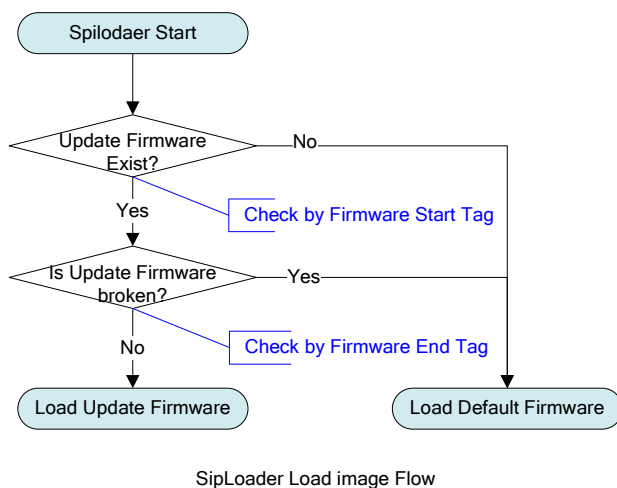 Spilodaer Start
Update Firmware
Exist?
No
Check by Firmware Start Tag
Yes
Is Update Firmware
broken?
Yes
Check by Firmware End Tag
No
Load Update Firmware
Load Default Firmware
SipLoader Load image Flow